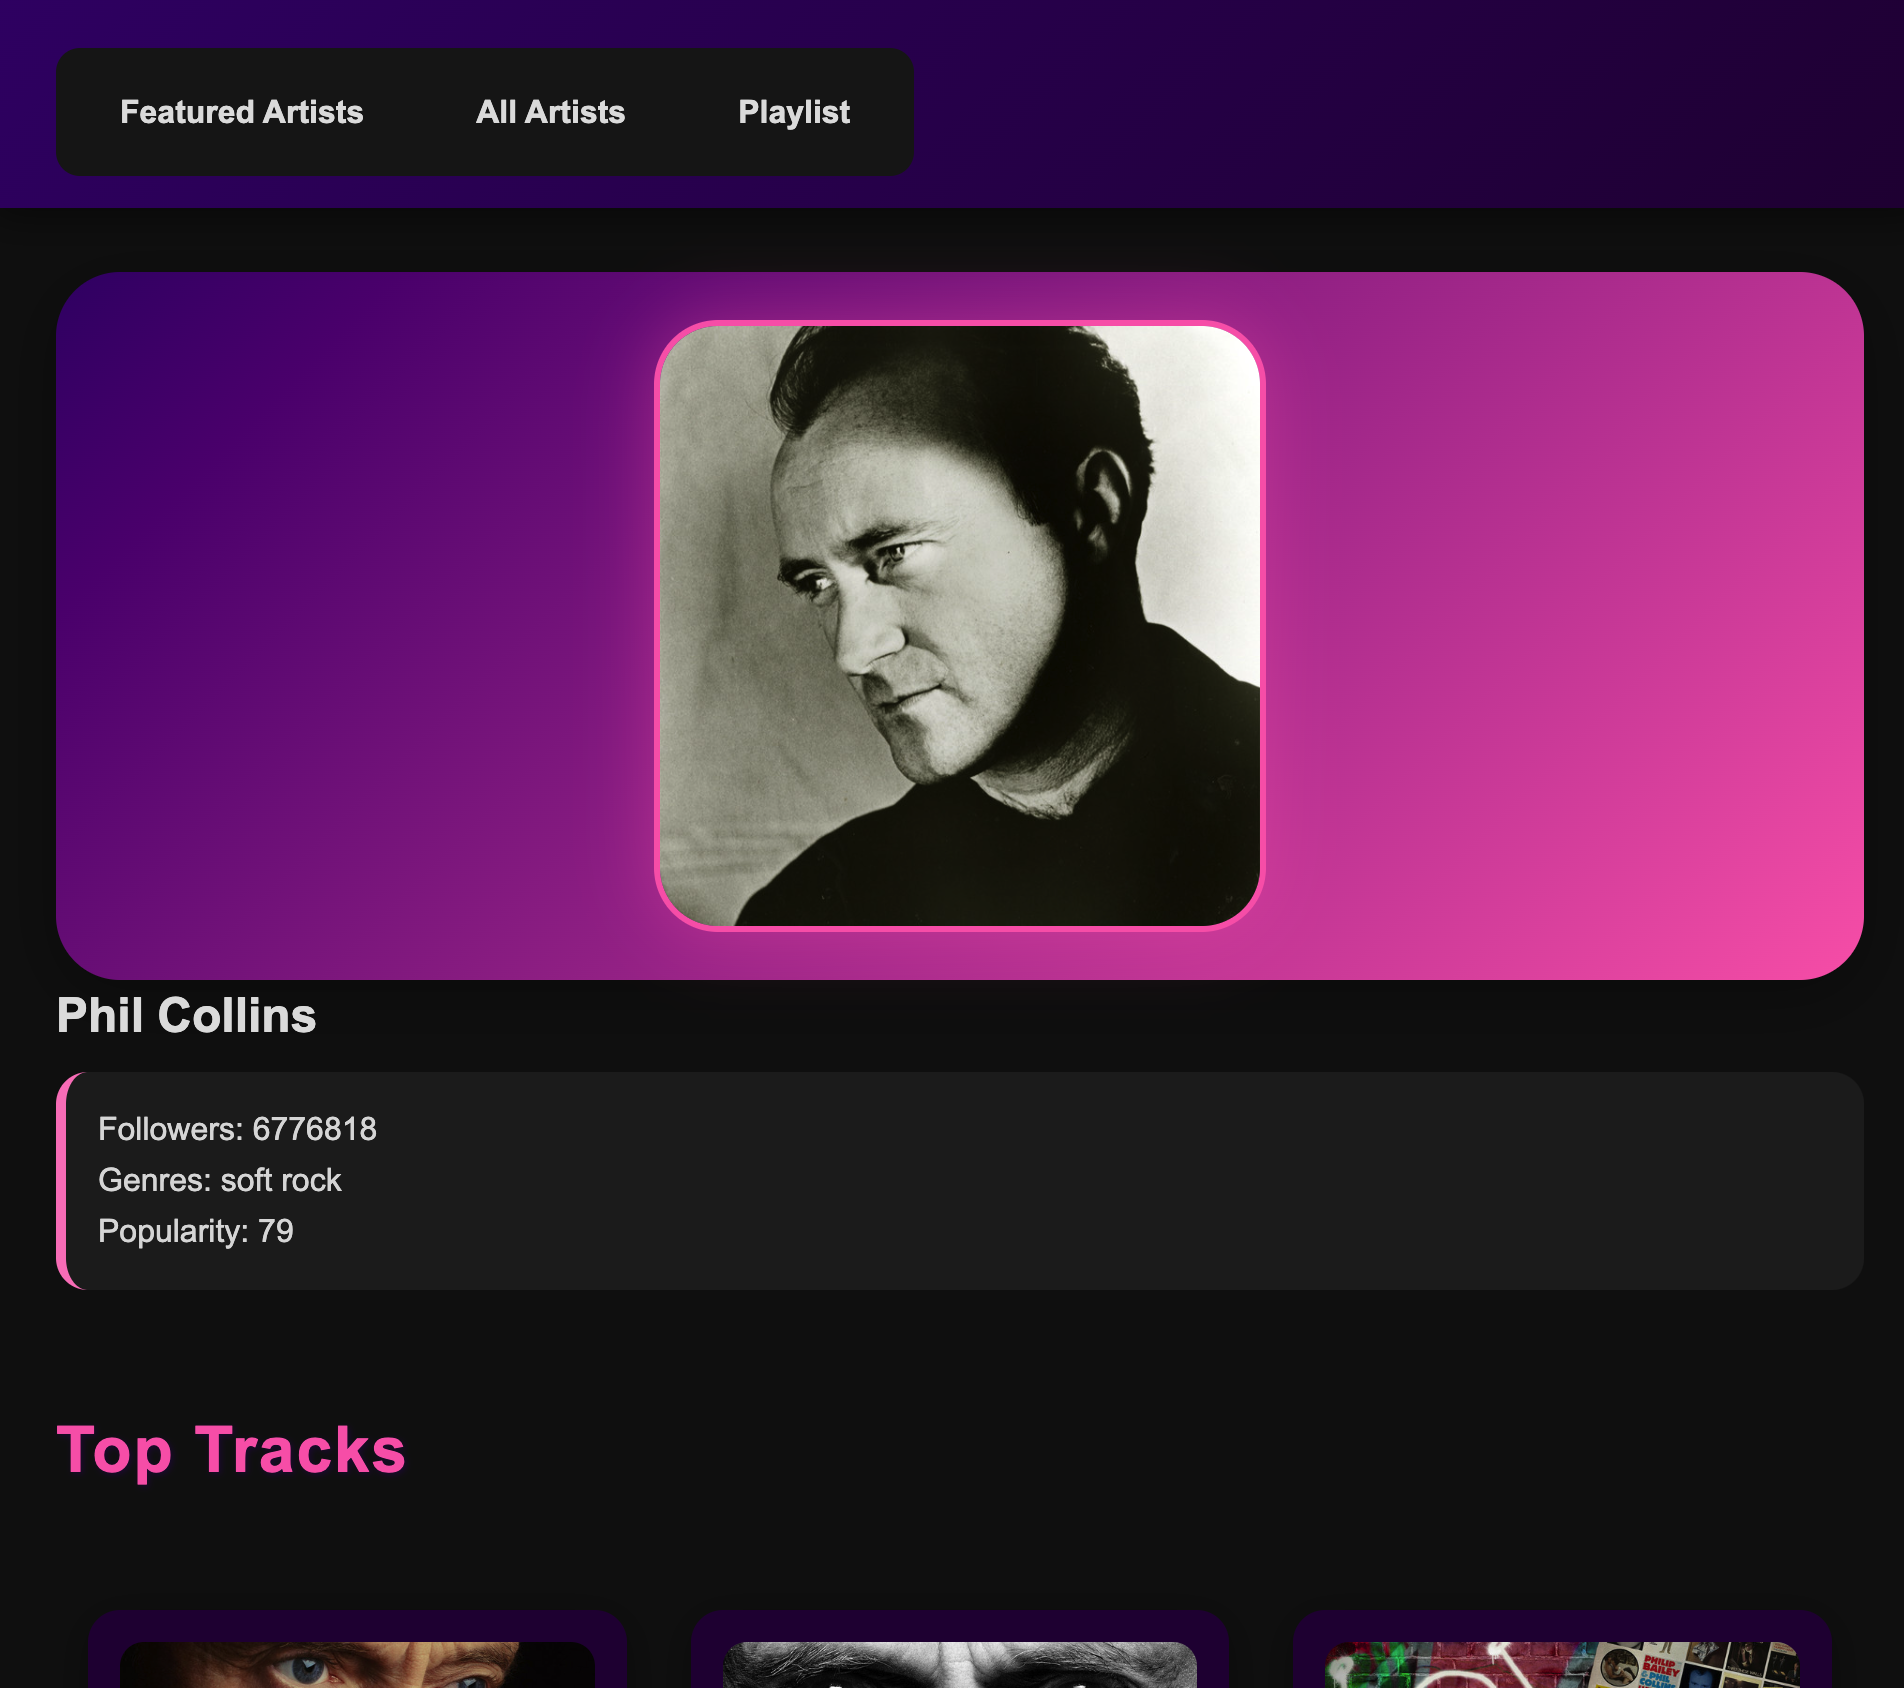 Featured Artists
All Artists
Playlist
Phil Collins
Followers: 6776818
Genres: soft rock
Popularity: 79
Top Tracks
PHILIP
BAILEY
& PHIL